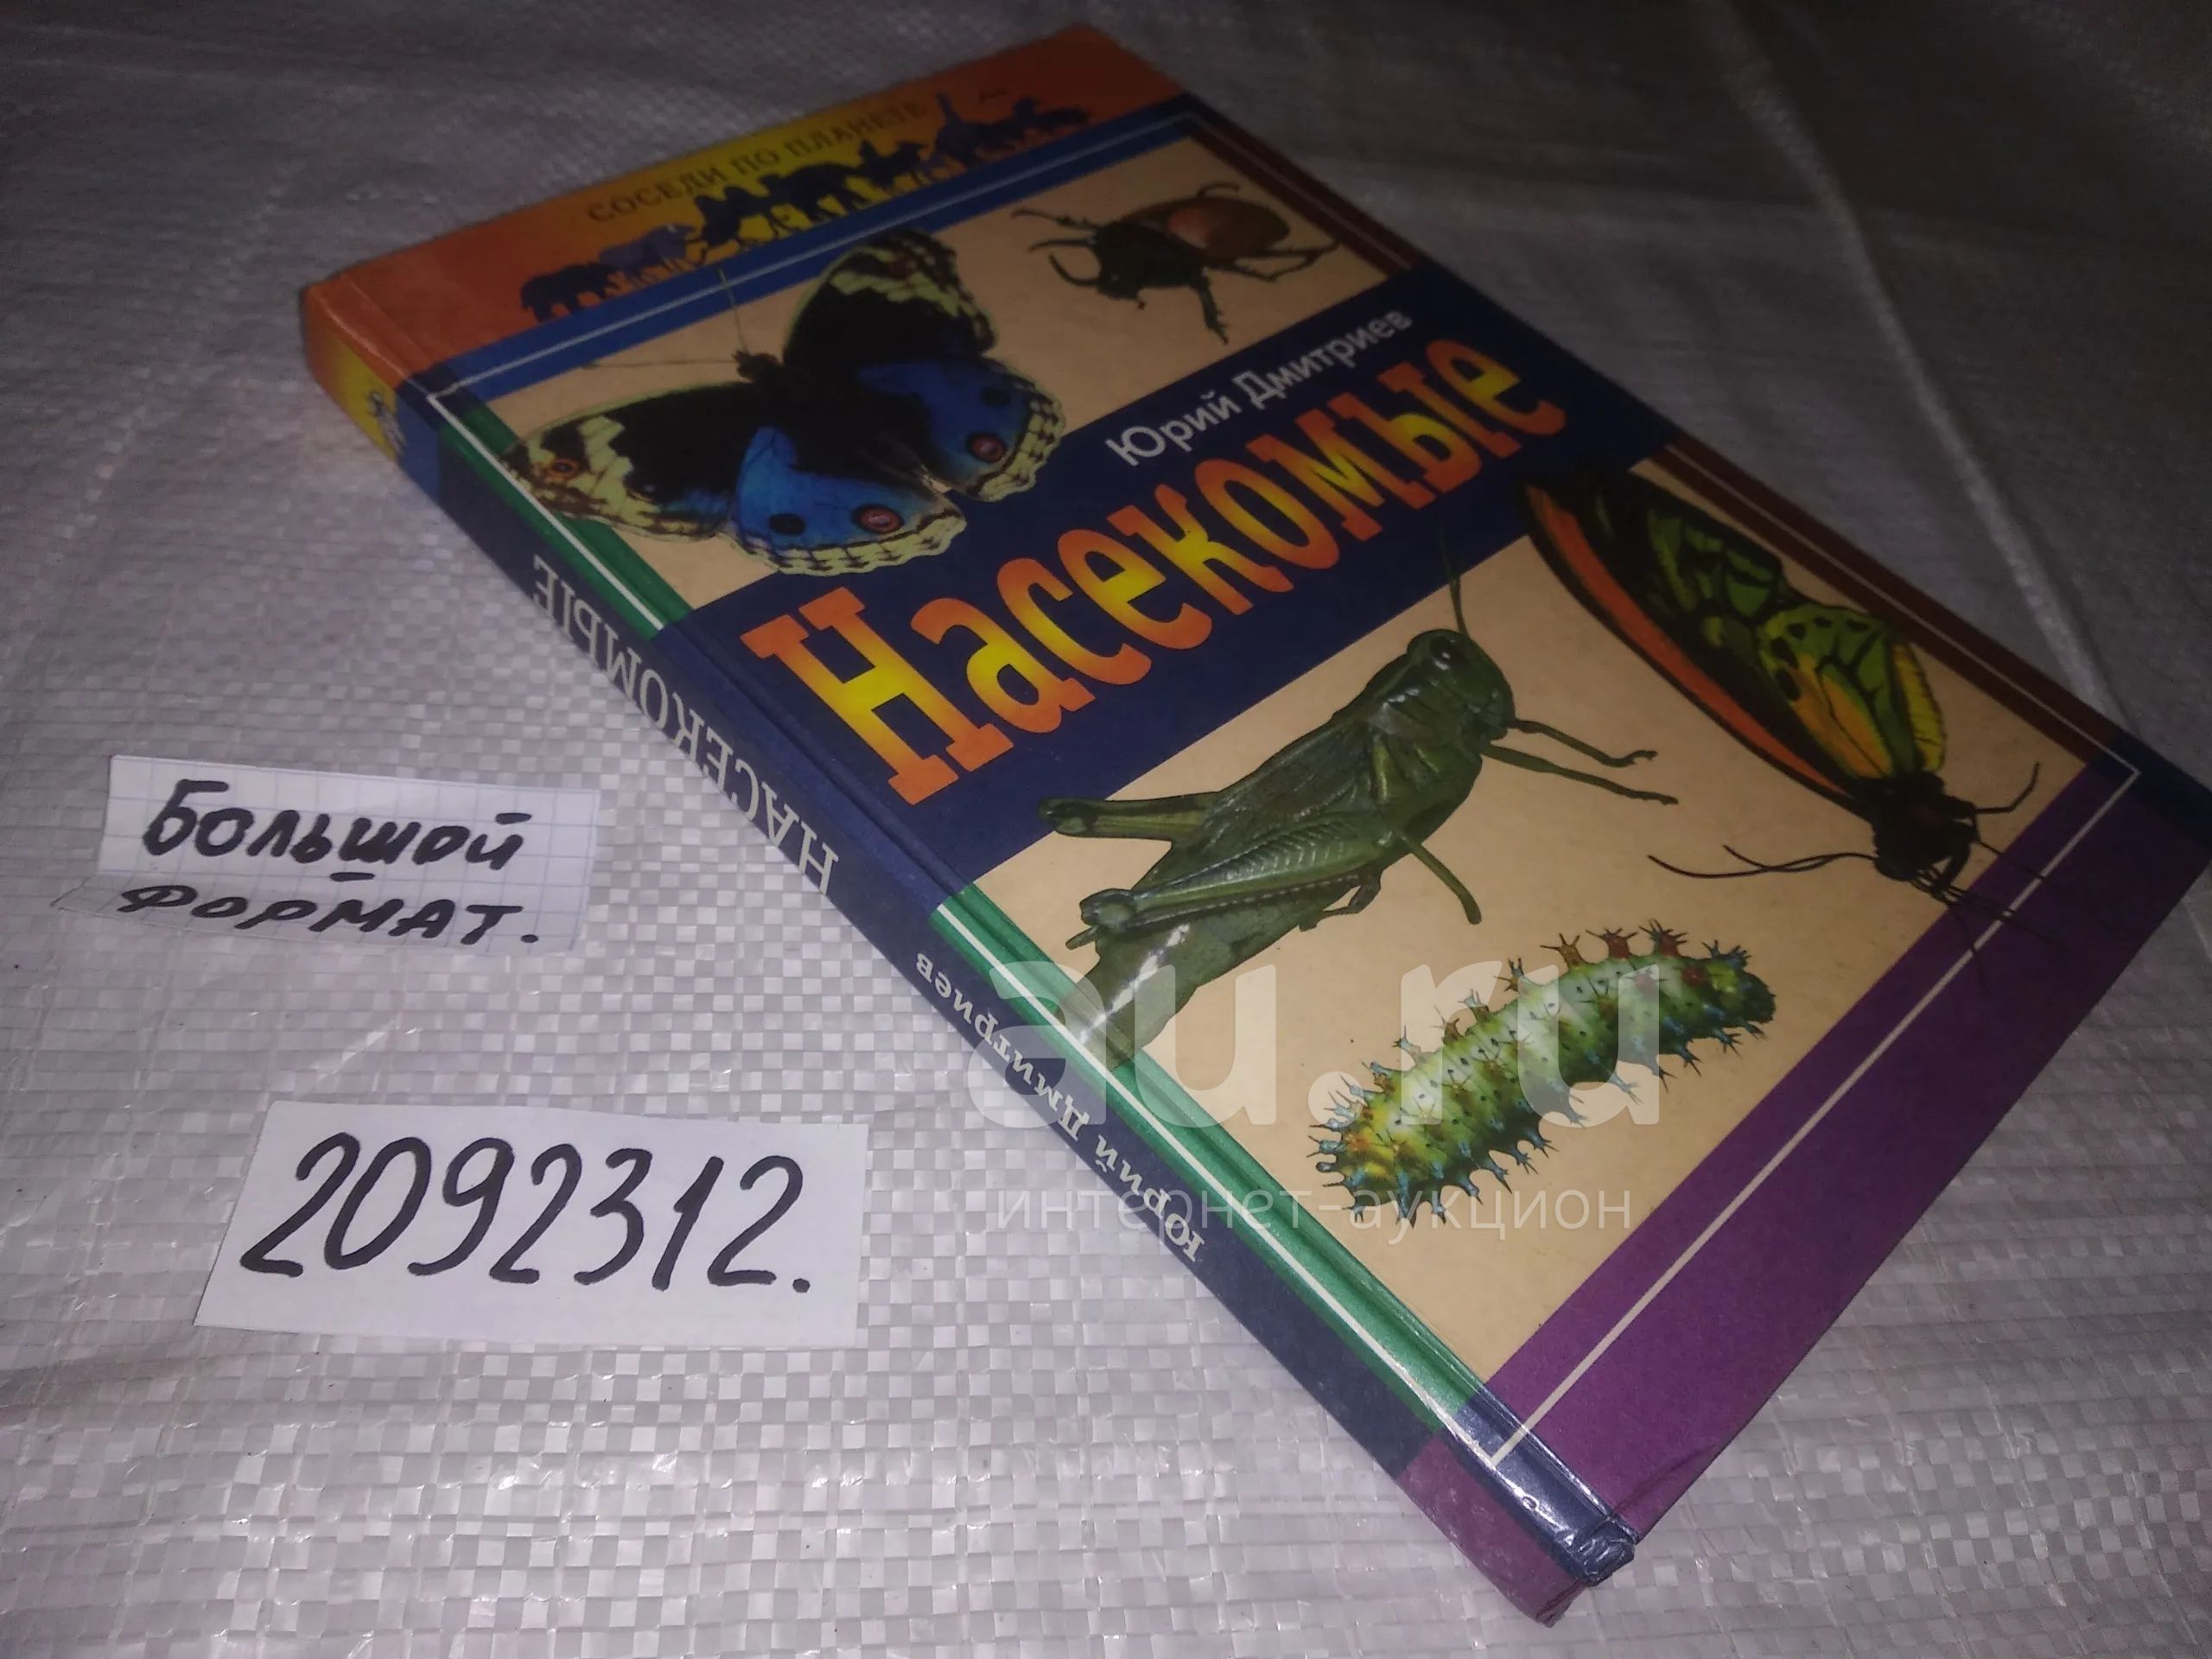 СОСЕДИ ПО ПЛАНЕТЕ
Юрий Дмитриев
Насекомые
НАСЕКОМЫЕ
Юрий Дмитриев
Большой
формат.
2092312.
au.ru
интернет-аукцион